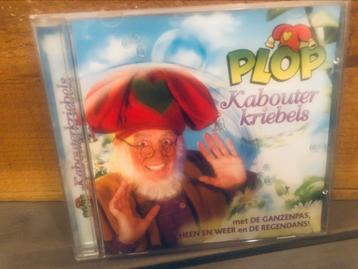 PLOP
Kabouter
kriebels
met DE GANZENPAS,
HEEN EN WEER en DE REGENDANS!
Kabouterkriebels